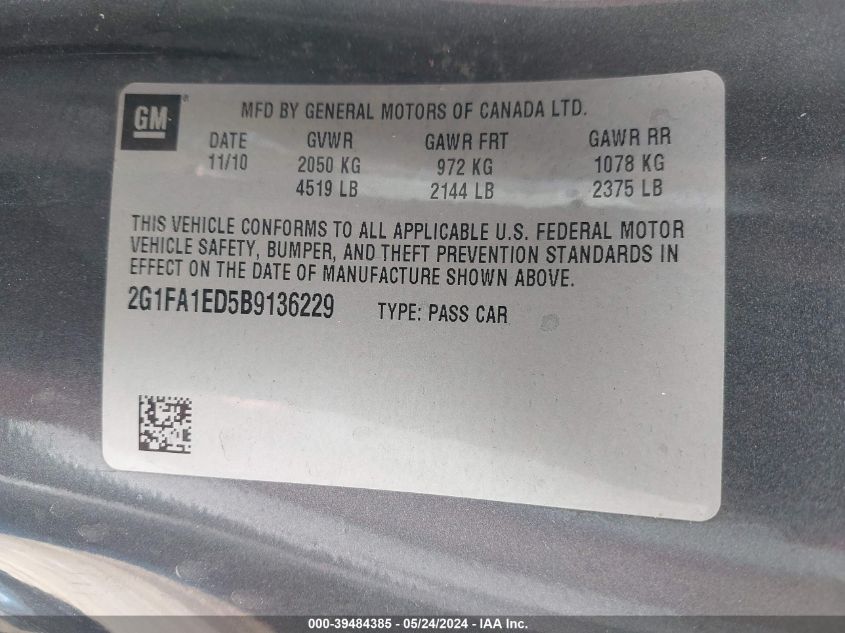 GM
MFD BY GENERAL MOTORS OF CANADA LTD.
DATE GVWR GAWR FRT GAWR RR
11/10 2050 KG 972 KG 1078 KG
4519 LB 2144 LB 2375 LB
THIS VEHICLE CONFORMS TO ALL APPLICABLE U.S. FEDERAL MOTOR
VEHICLE SAFETY, BUMPER, AND THEFT PREVENTION STANDARDS IN
EFFECT ON THE DATE OF MANUFACTURE SHOWN ABOVE.
2G1FA1ED5B9136229 TYPE: PASS CAR
000-39484385 - 05/24/2024 - IAA Inc.